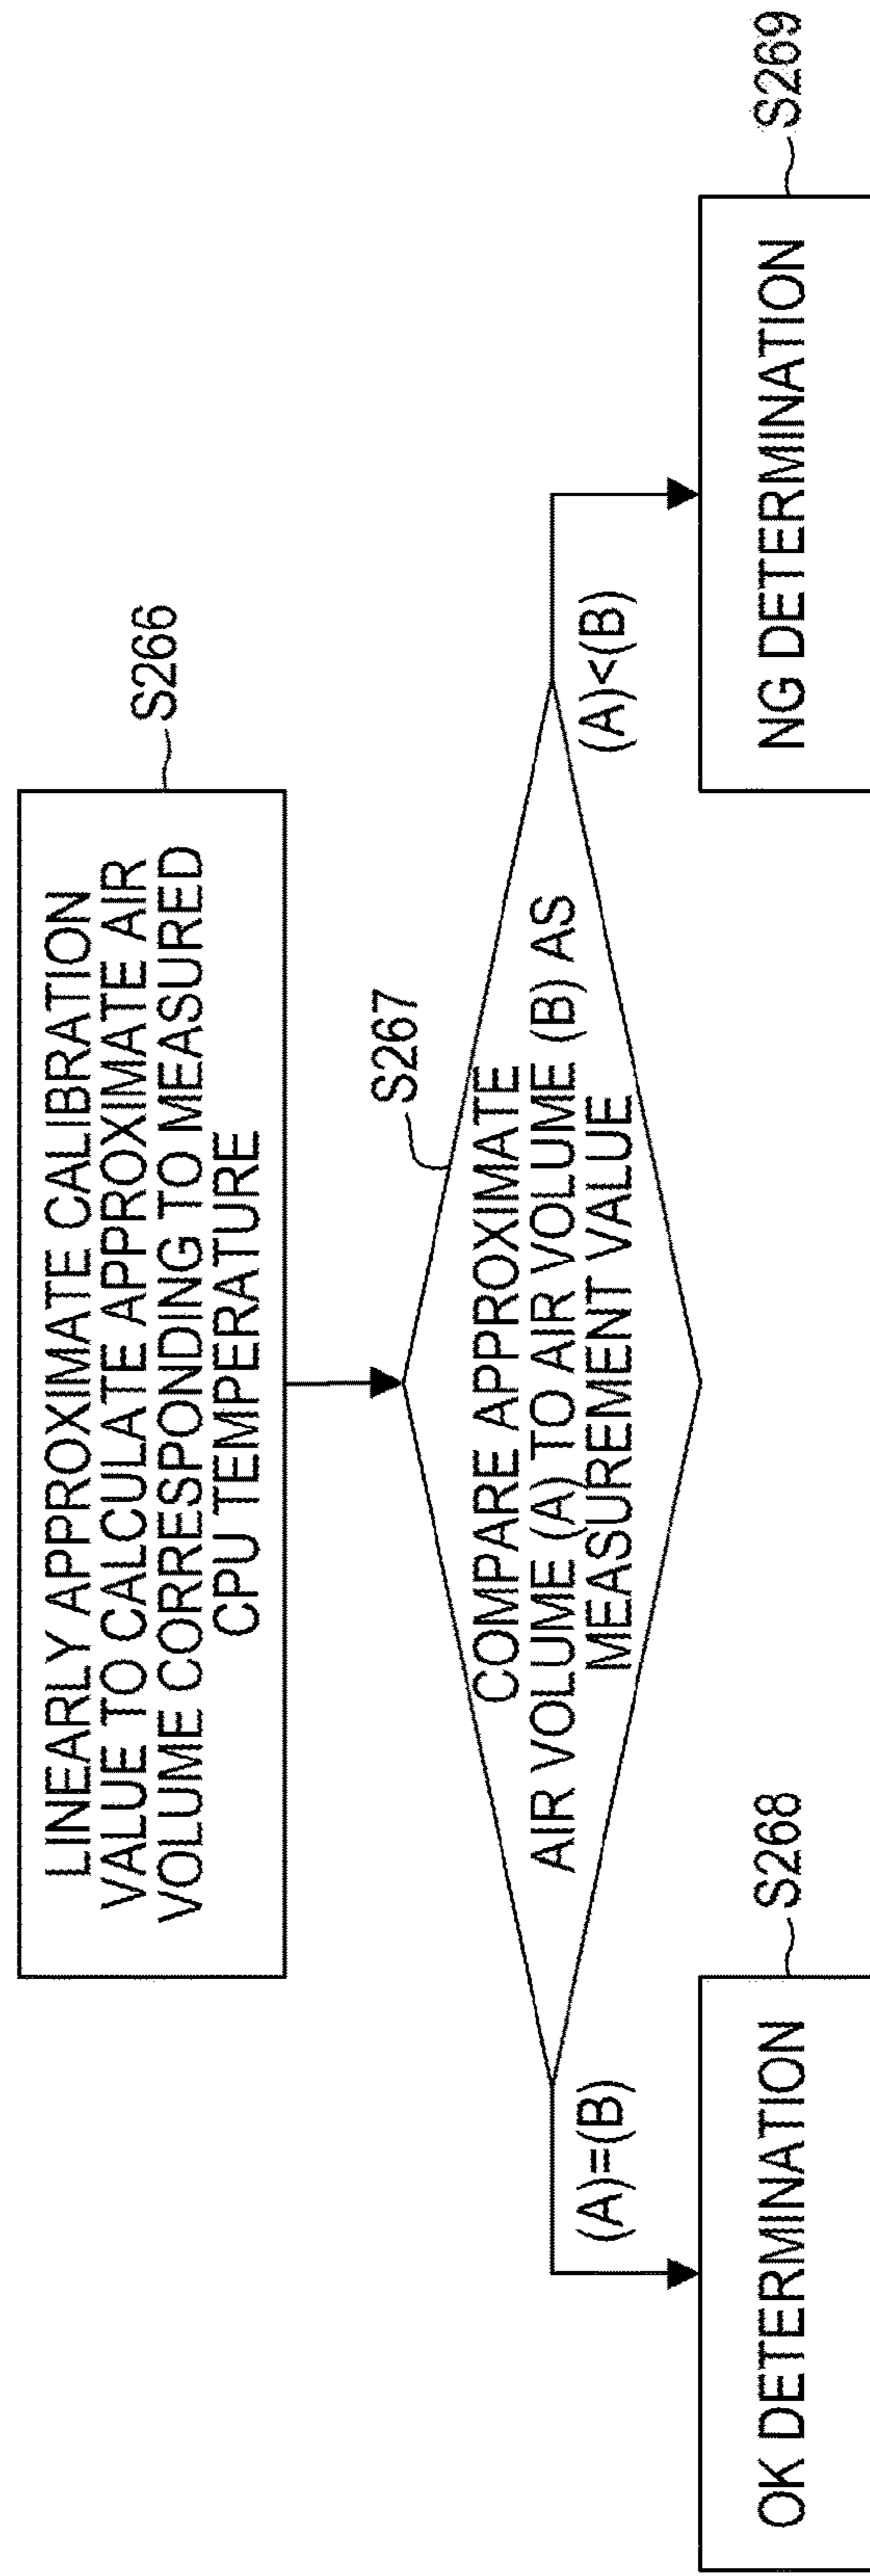 LINEARLY APPROXIMATE CALIBRATION
VALUE TO CALCULATE APPROXIMATE AIR
VOLUME CORRESPONDING TO MEASURED
CPU TEMPERATURE
S266
S267
COMPARE APPROXIMATE
AIR VOLUME (A) TO AIR VOLUME (B) AS
MEASUREMENT VALUE
(A)=(B)
(A)<(B)
S268
OK DETERMINATION
S269
NG DETERMINATION